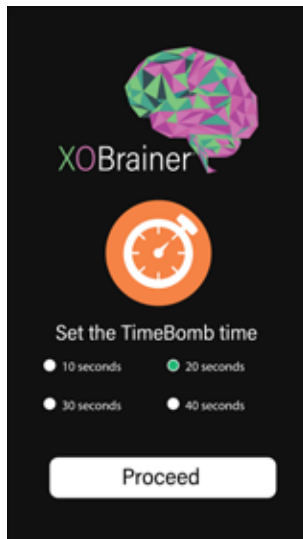 XOBrainer
Set the TimeBomb time
10 seconds 20 seconds
30 seconds 40 seconds
Proceed